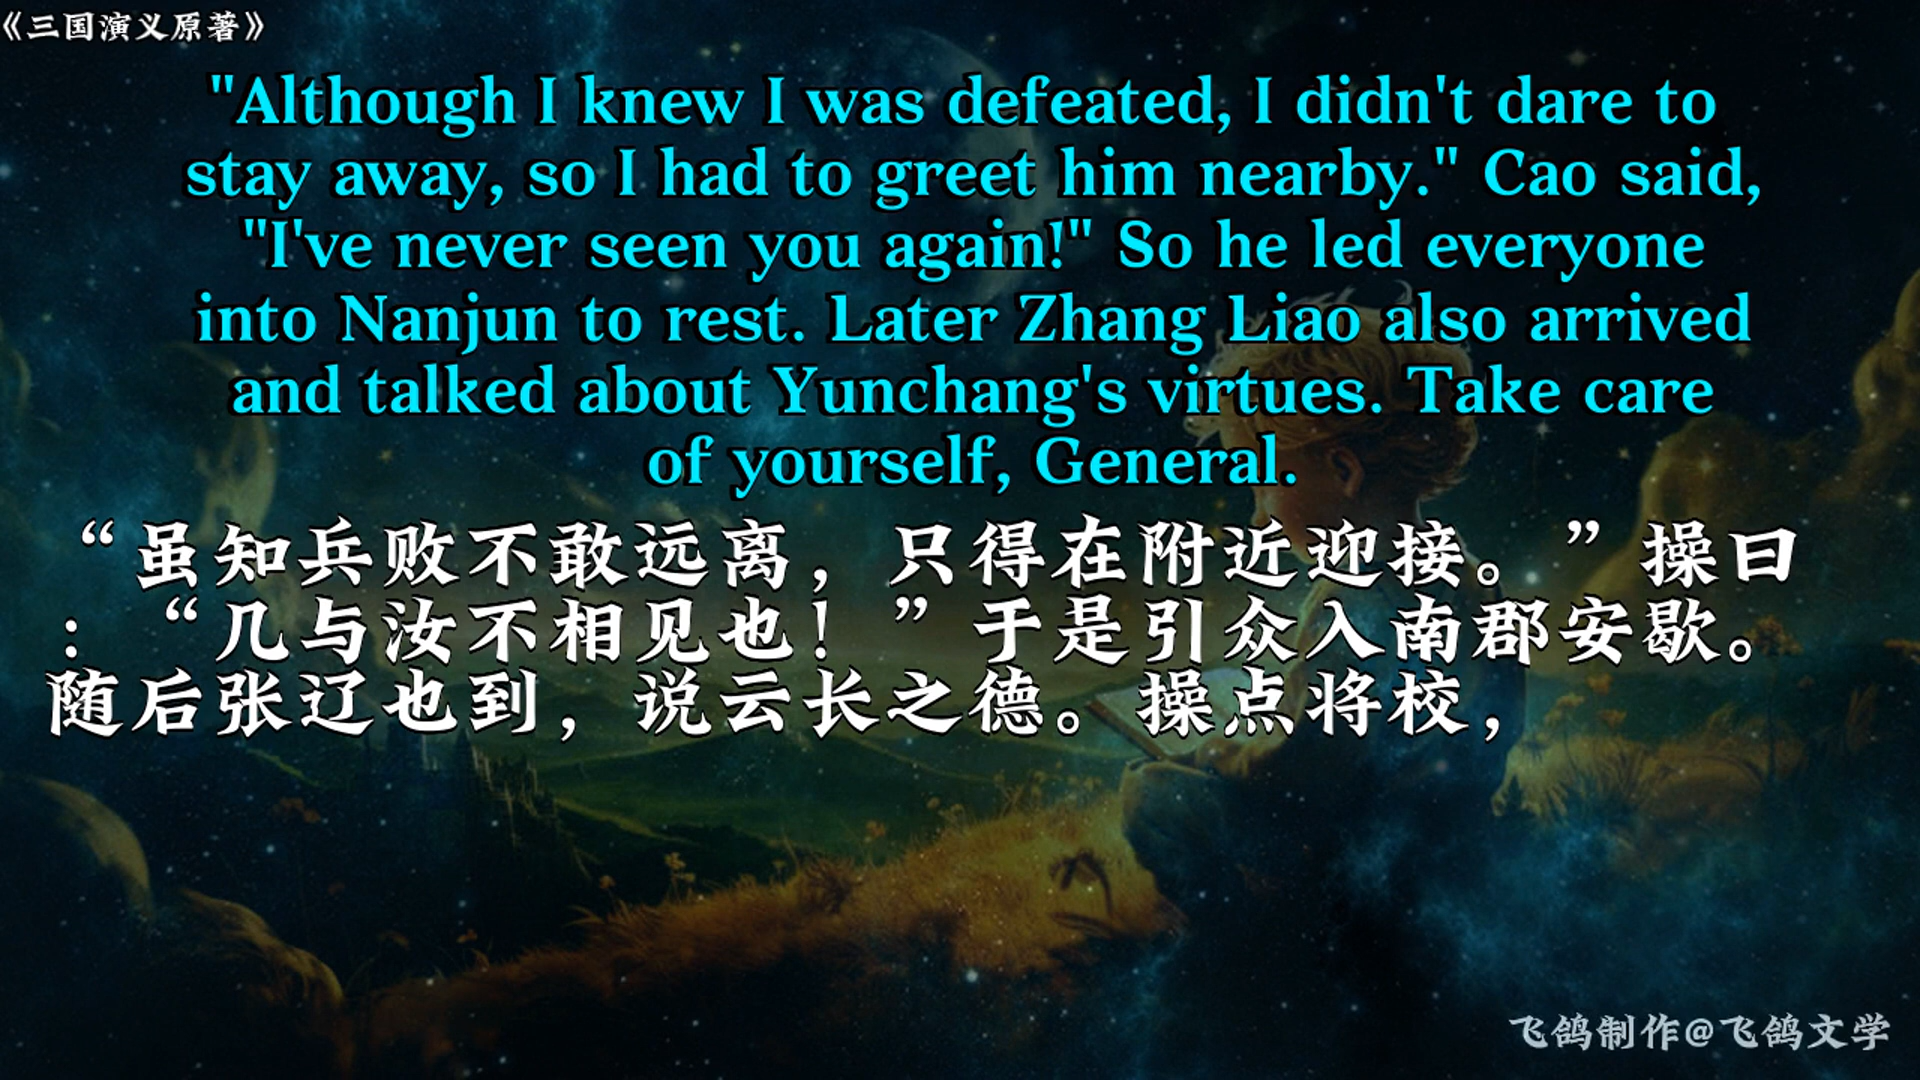 《三国演义原著》
"Although I knew I was defeated, I didn't dare to
stay away, so I had to greet him nearby." Cao said,
"I've never seen you again!" So he led everyone
into Nanjun to rest. Later Zhang Liao also arrived
and talked about Yunchang's virtues. Take care
of yourself, General.
“虽知兵败不敢远离，只得在附近迎接。”操曰
：“几与汝不相见也！”于是引众入南郡安歇。
随后张辽也到，说云长之德。操点将校，
飞鸽制作@飞鸽文学